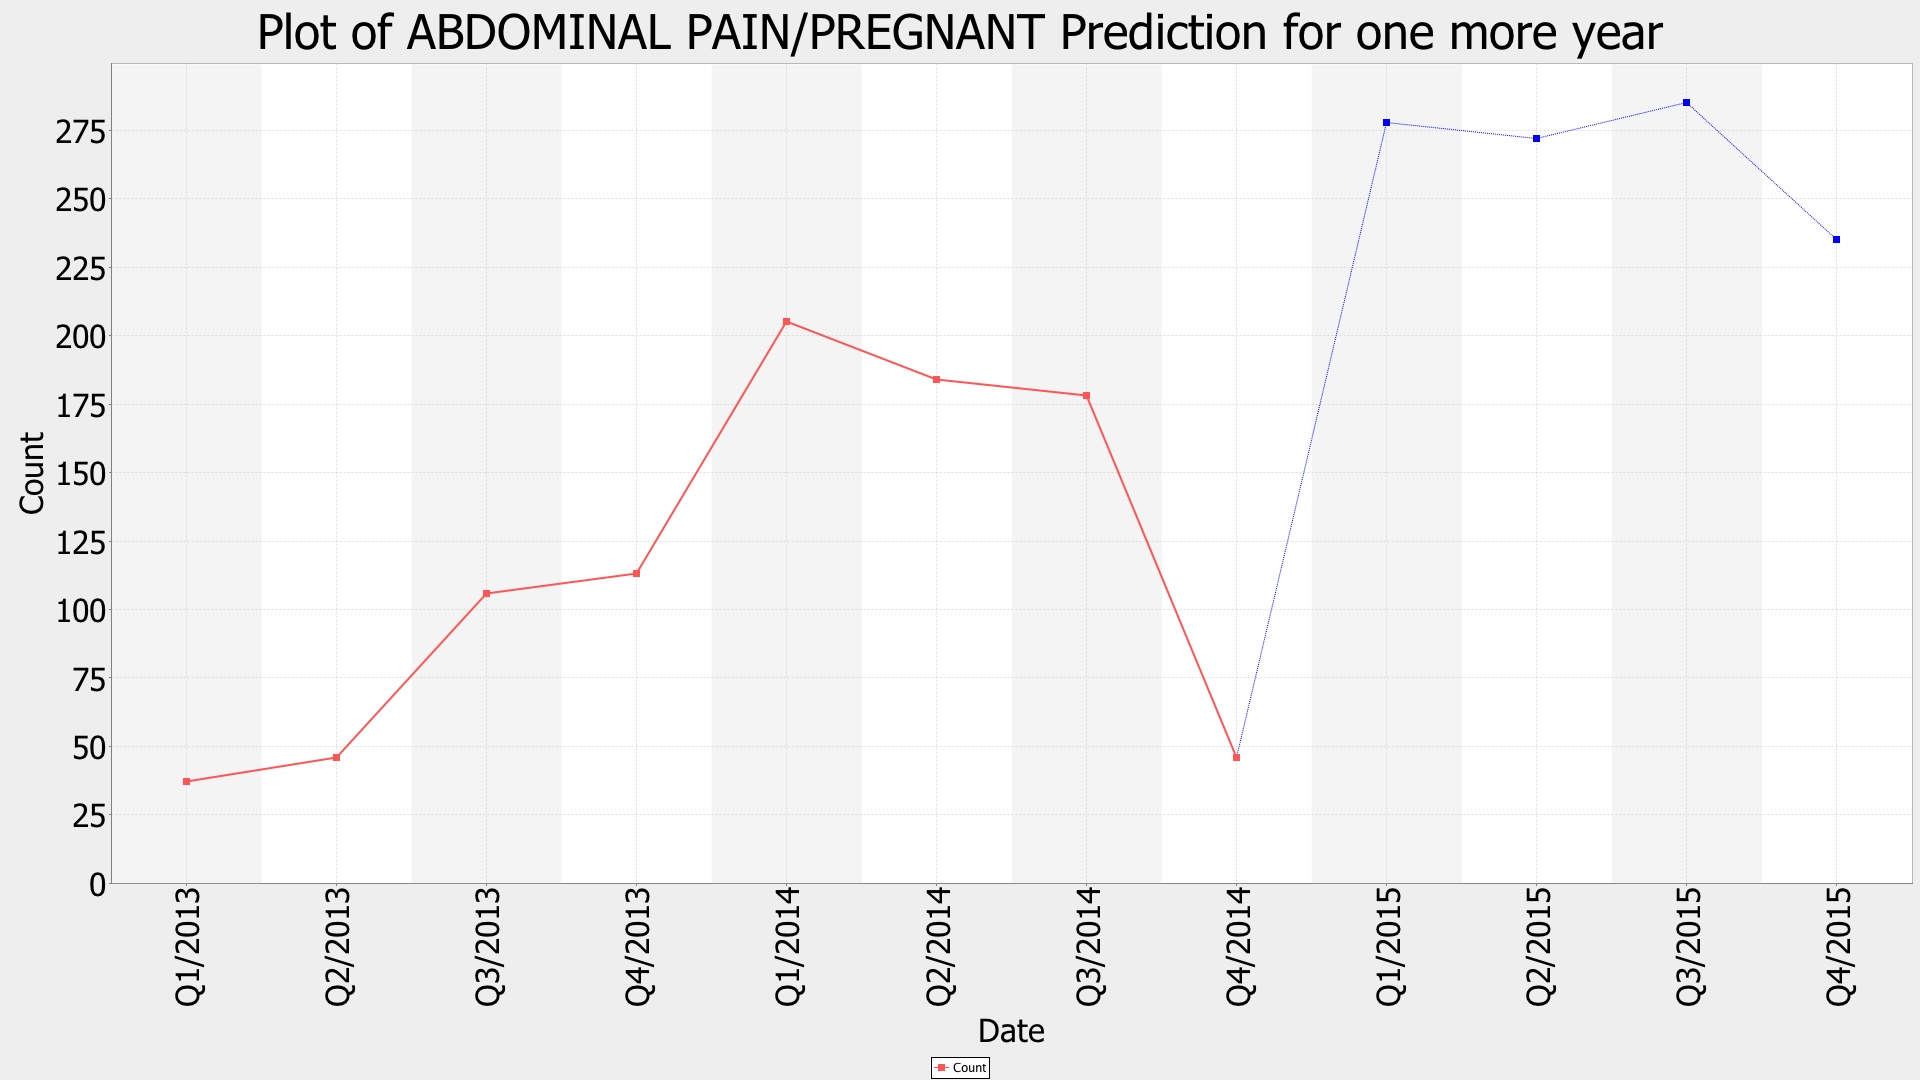 Plot of ABDOMINAL PAIN/PREGNANT Prediction for one more year
Count
275
250
225
200
175
150
125
100
75
50
25
0
Q1/2013
Q2/2013
Q3/2013
Q4/2013
Q1/2014
Q2/2014
Q3/2014
Q4/2014
Q1/2015
Q2/2015
Q3/2015
Q4/2015
Date
Count